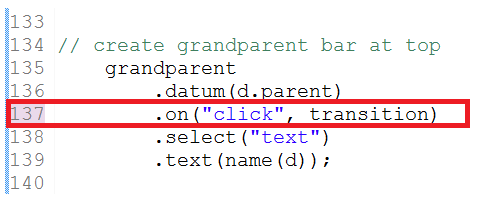 133
134 // create grandparent bar at top
135 grandparent
136 .datum(d.parent)
137 .on("click", transition)
138 .select("text")
139 .text(name(d));
140